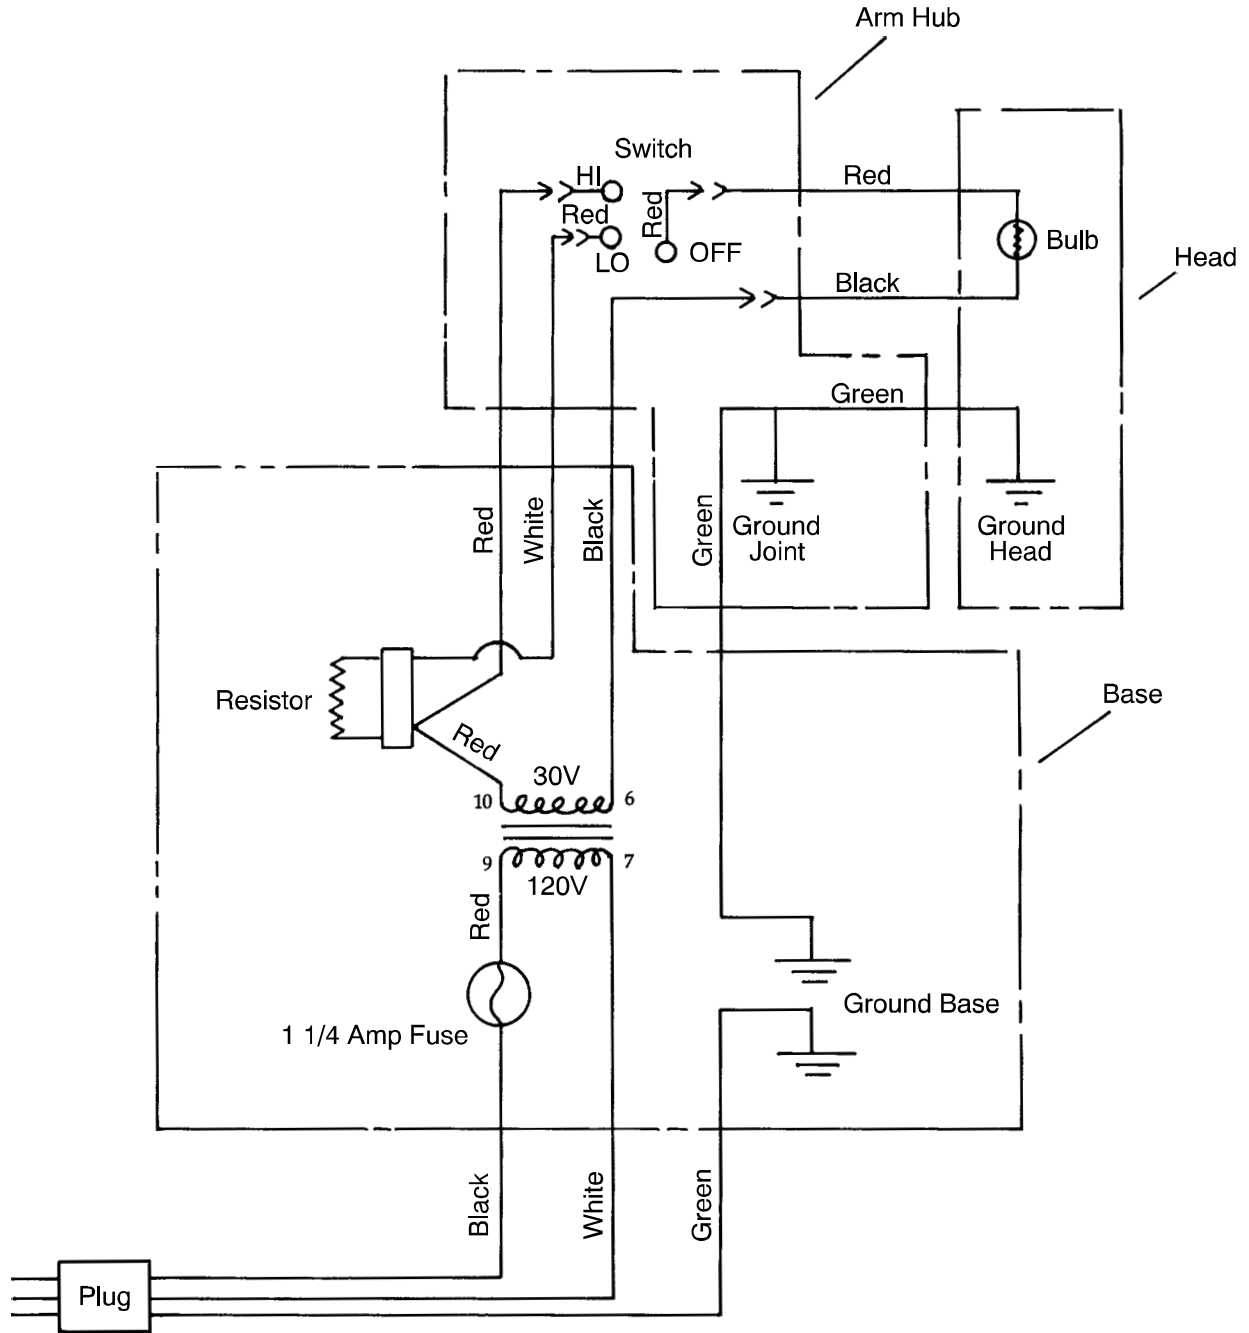 Arm Hub
Switch
HI
Red
Red
LO
OFF
Red
Bulb
Black
Head
Green
Red
White
Black
Green
Ground
Joint
Ground
Head
Resistor
Red
Base
30V
10
6
9
7
120V
Red
Ground Base
1 1/4 Amp Fuse
Black
White
Green
Plug